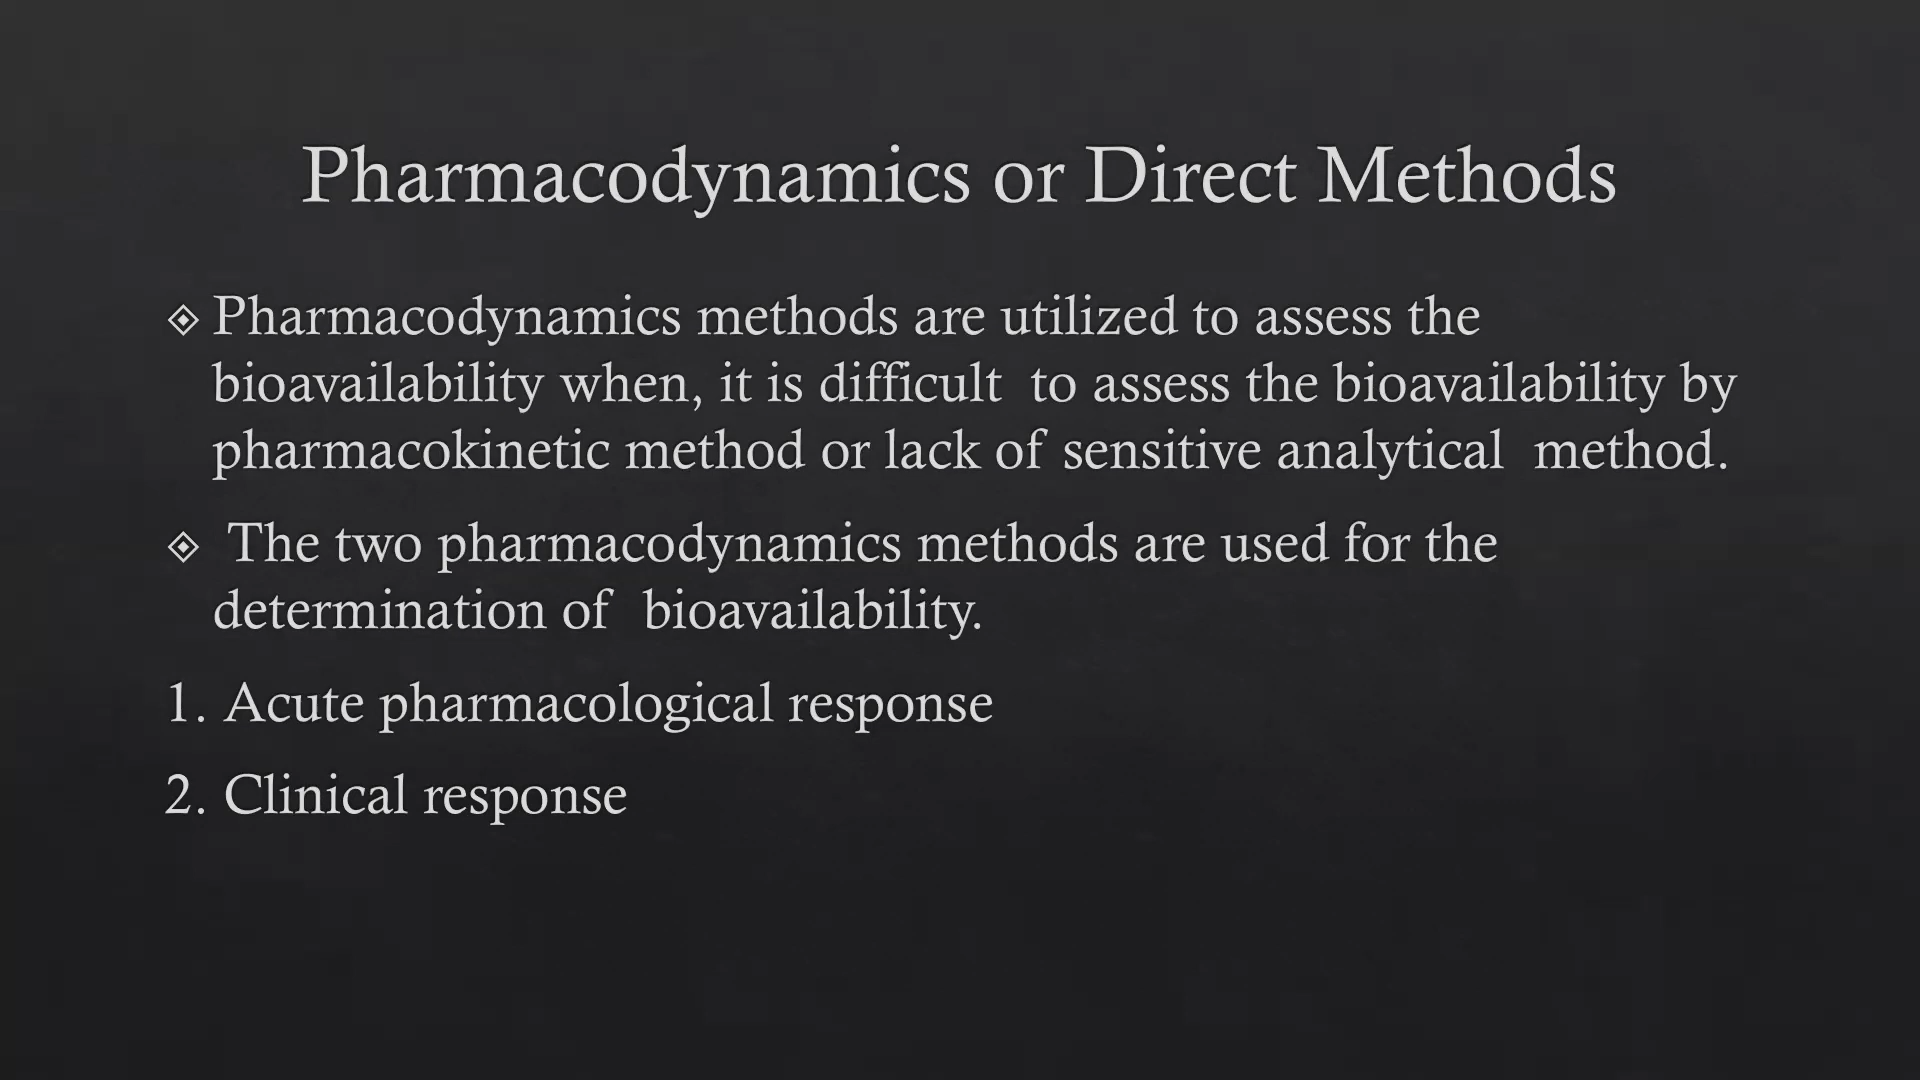 Pharmacodynamics or Direct Methods
Pharmacodynamics methods are utilized to assess the
bioavailability when, it is difficult to assess the bioavailability by
pharmacokinetic method or lack of sensitive analytical method.
The two pharmacodynamics methods are used for the
determination of bioavailability.
1. Acute pharmacological response
2. Clinical response